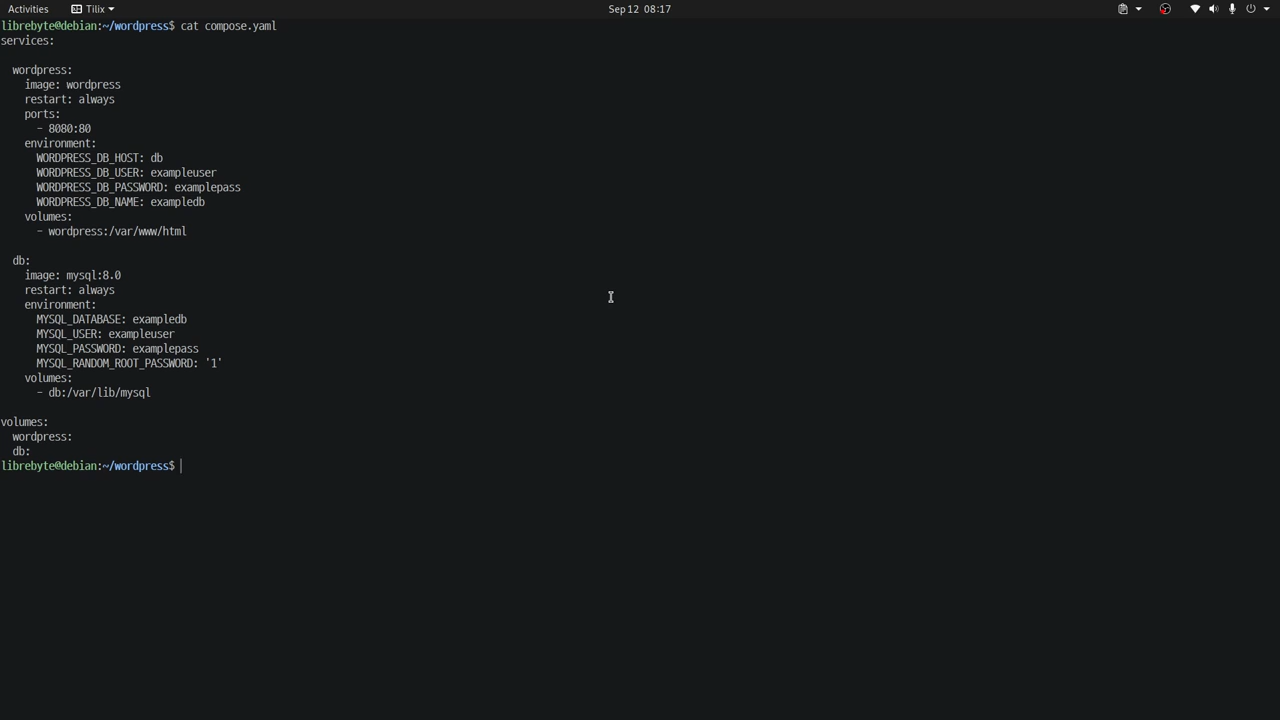 Activities Tilix Sep 12 08:17
librebyte@debian:~/wordpress$ cat compose.yaml
services:

  wordpress:
    image: wordpress
    restart: always
    ports:
      - 8080:80
    environment:
      WORDPRESS_DB_HOST: db
      WORDPRESS_DB_USER: exampleuser
      WORDPRESS_DB_PASSWORD: examplepass
      WORDPRESS_DB_NAME: exampledb
    volumes:
      - wordpress:/var/www/html

  db:
    image: mysql:8.0
    restart: always
    environment:
      MYSQL_DATABASE: exampledb
      MYSQL_USER: exampleuser
      MYSQL_PASSWORD: examplepass
      MYSQL_RANDOM_ROOT_PASSWORD: '1'
    volumes:
      - db:/var/lib/mysql

volumes:
  wordpress:
  db:
librebyte@debian:~/wordpress$